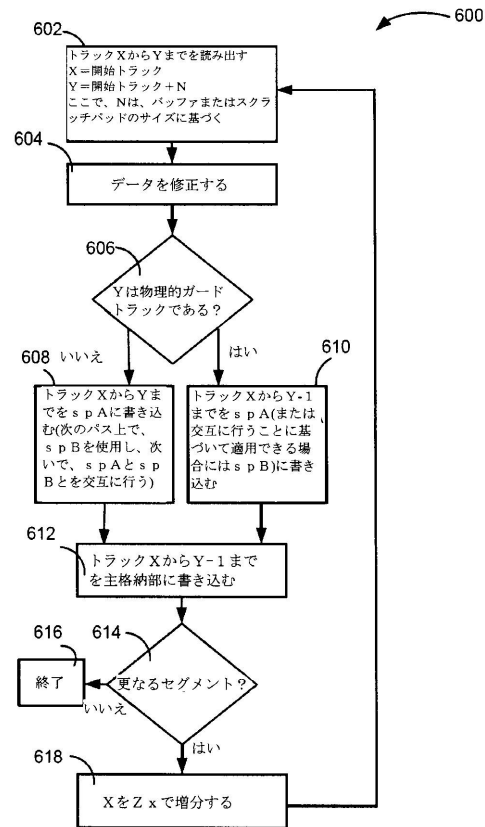 600
602
トラックXからYまでを読み出す
X=開始トラック
Y=開始トラック+N
ここで、Nは、バッファまたはスクラ
ッチパッドのサイズに基づく
604
データを修正する
606
Yは物理的ガード
トラックである?
いいえ
はい
608
トラックXからYま
でをspAに書き込
む(次のパス上で、
spBを使用し、次
いで、spAとsp
Bとを交互に行う)
610
トラックXからY-1
までをspA(または
交互に行うことに基
づいて適用できる場
合にはspB)に書き
込む
612
トラックXからY-1まで
を主格納部に書き込む
614
更なるセグメント?
616
終了
いいえ
はい
618
XをZxで増分する